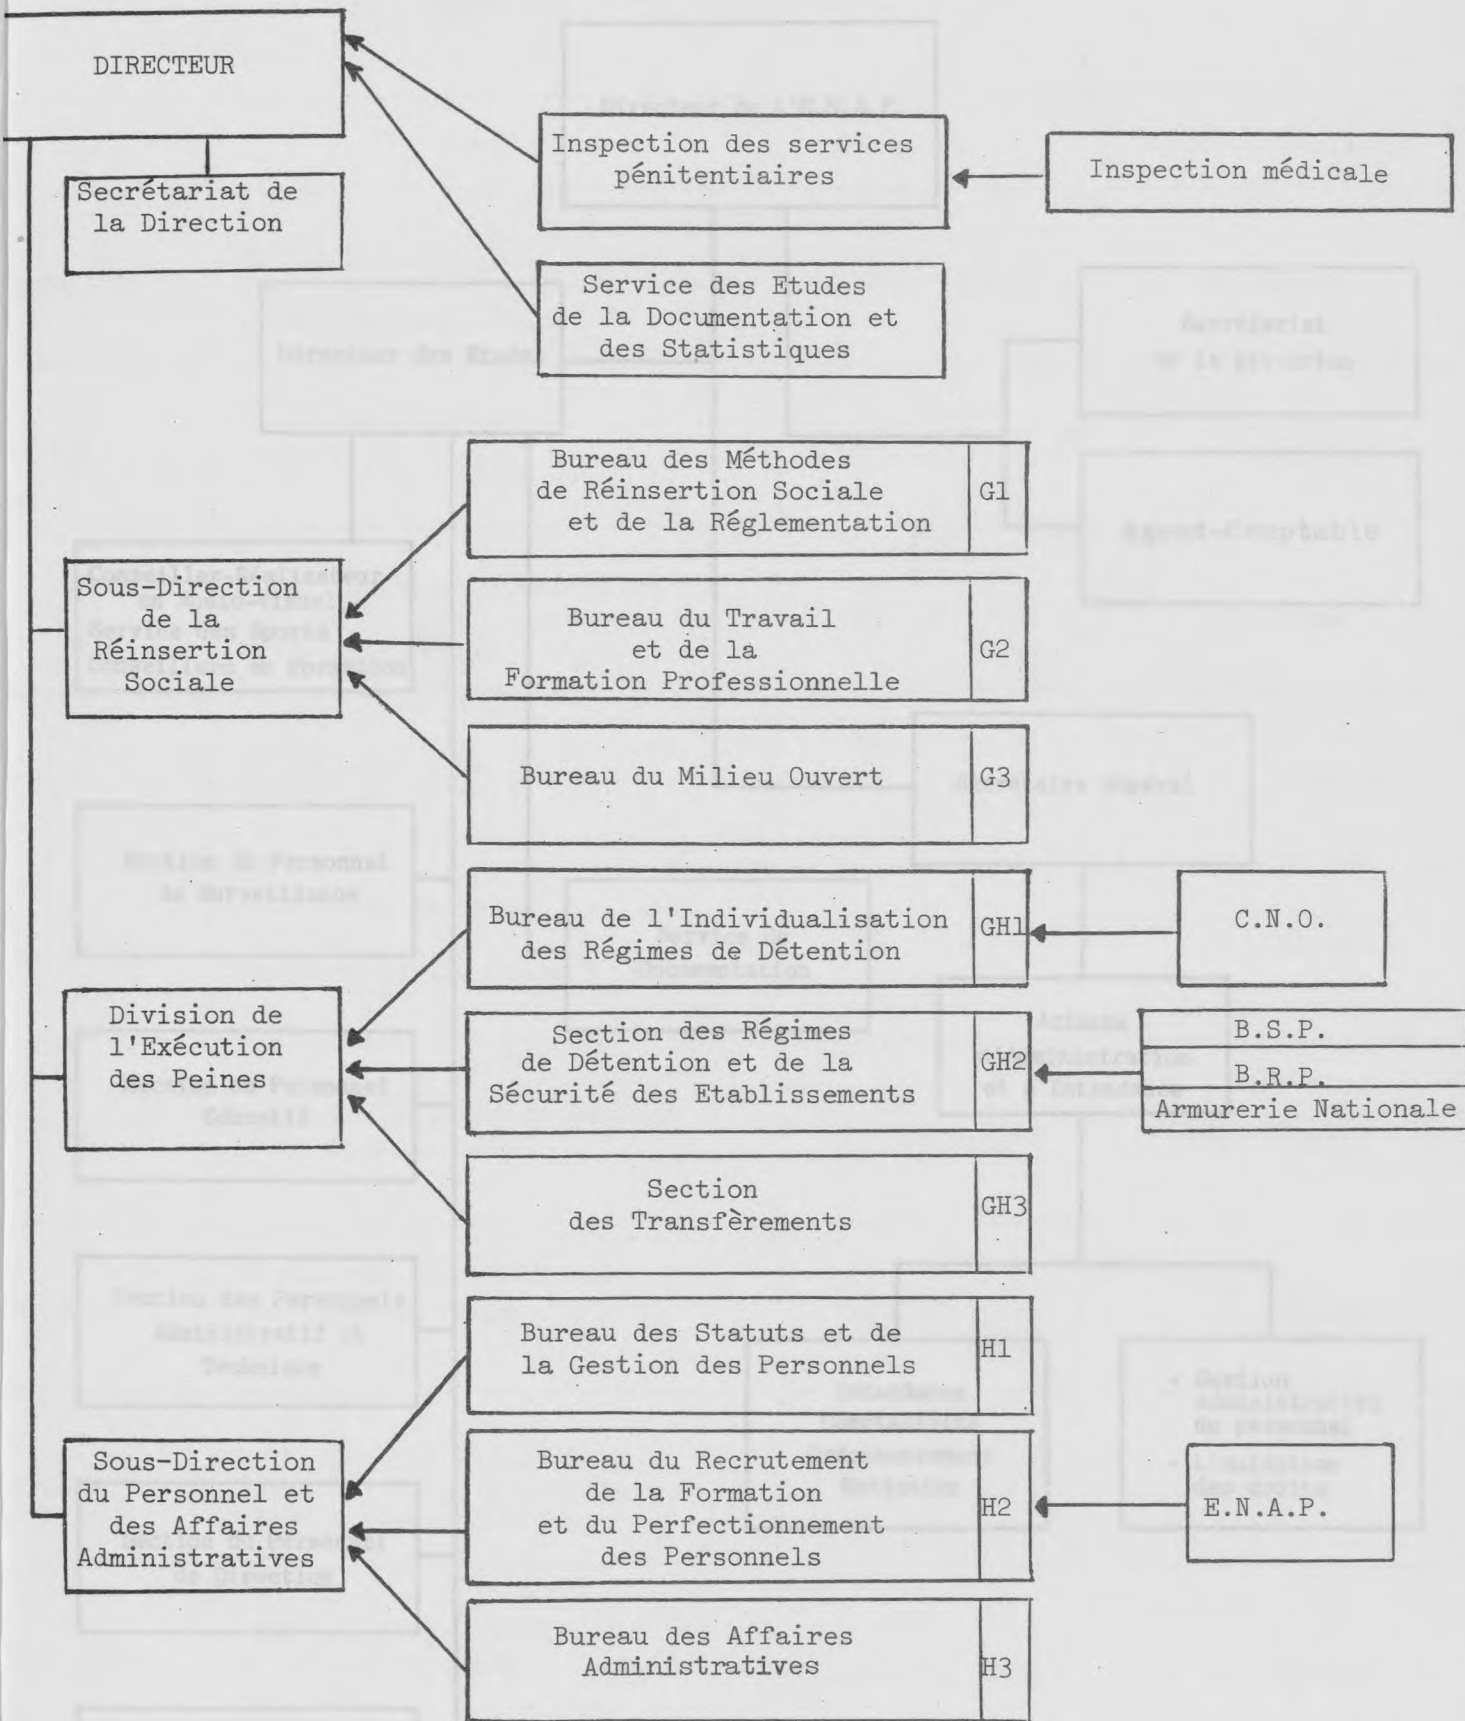 DIRECTEUR
Secrétariat de
la Direction
Inspection des services
pénitentiaires
Inspection médicale
Service des Etudes
de la Documentation et
des Statistiques
Sous-Direction
de la
Réinsertion
Sociale
Bureau des Méthodes
de Réinsertion Sociale
et de la Réglementation
G1
Bureau du Travail
et de la
Formation Professionnelle
G2
Bureau du Milieu Ouvert
G3
Division de
l'Exécution
des Peines
Bureau de l'Individualisation
des Régimes de Détention
GH1
C.N.O.
Section des Régimes
de Détention et de la
Sécurité des Etablissements
GH2
B.S.P.
B.R.P.
Armurerie Nationale
Section
des Transfèrements
GH3
Sous-Direction
du Personnel et
des Affaires
Administratives
Bureau des Statuts et de
la Gestion des Personnels
H1
Bureau du Recrutement
de la Formation
et du Perfectionnement
des Personnels
H2
E.N.A.P.
Bureau des Affaires
Administratives
H3